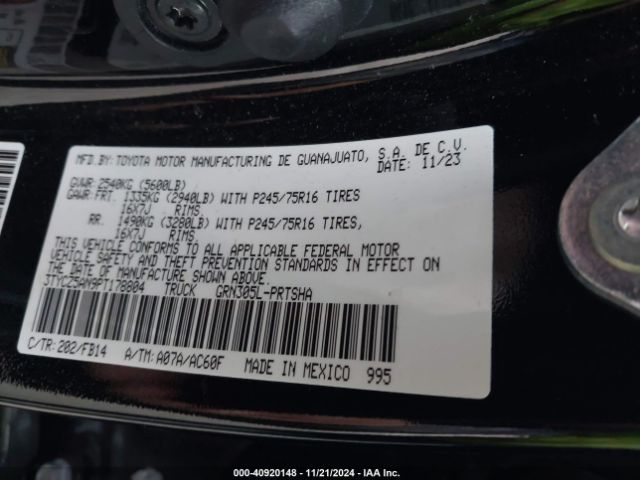 MFD.BY:TOYOTA MOTOR MANUFACTURING DE GUANAJUATO, S.A. DE C.V.
DATE: 11/23
GVWR:2540KG (5600LB)
GAWR:FRT. 1335KG (2940LB) WITH P245/75R16 TIRES
16X7J RIMS.
RR. 1490KG (3280LB) WITH P245/75R16 TIRES,
16X7J RIMS.
THIS VEHICLE CONFORMS TO ALL APPLICABLE FEDERAL MOTOR
VEHICLE SAFETY AND THEFT PREVENTION STANDARDS IN EFFECT ON THE
DATE OF MANUFACTURE SHOWN ABOVE.
3TYCZ5AN9PT178804 TRUCK GRN305L-PRTSHA
C/TR:202/FB14 A/TM:A07A/AC60F MADE IN MEXICO 995
000-40920148 - 11/21/2024 - IAA Inc.